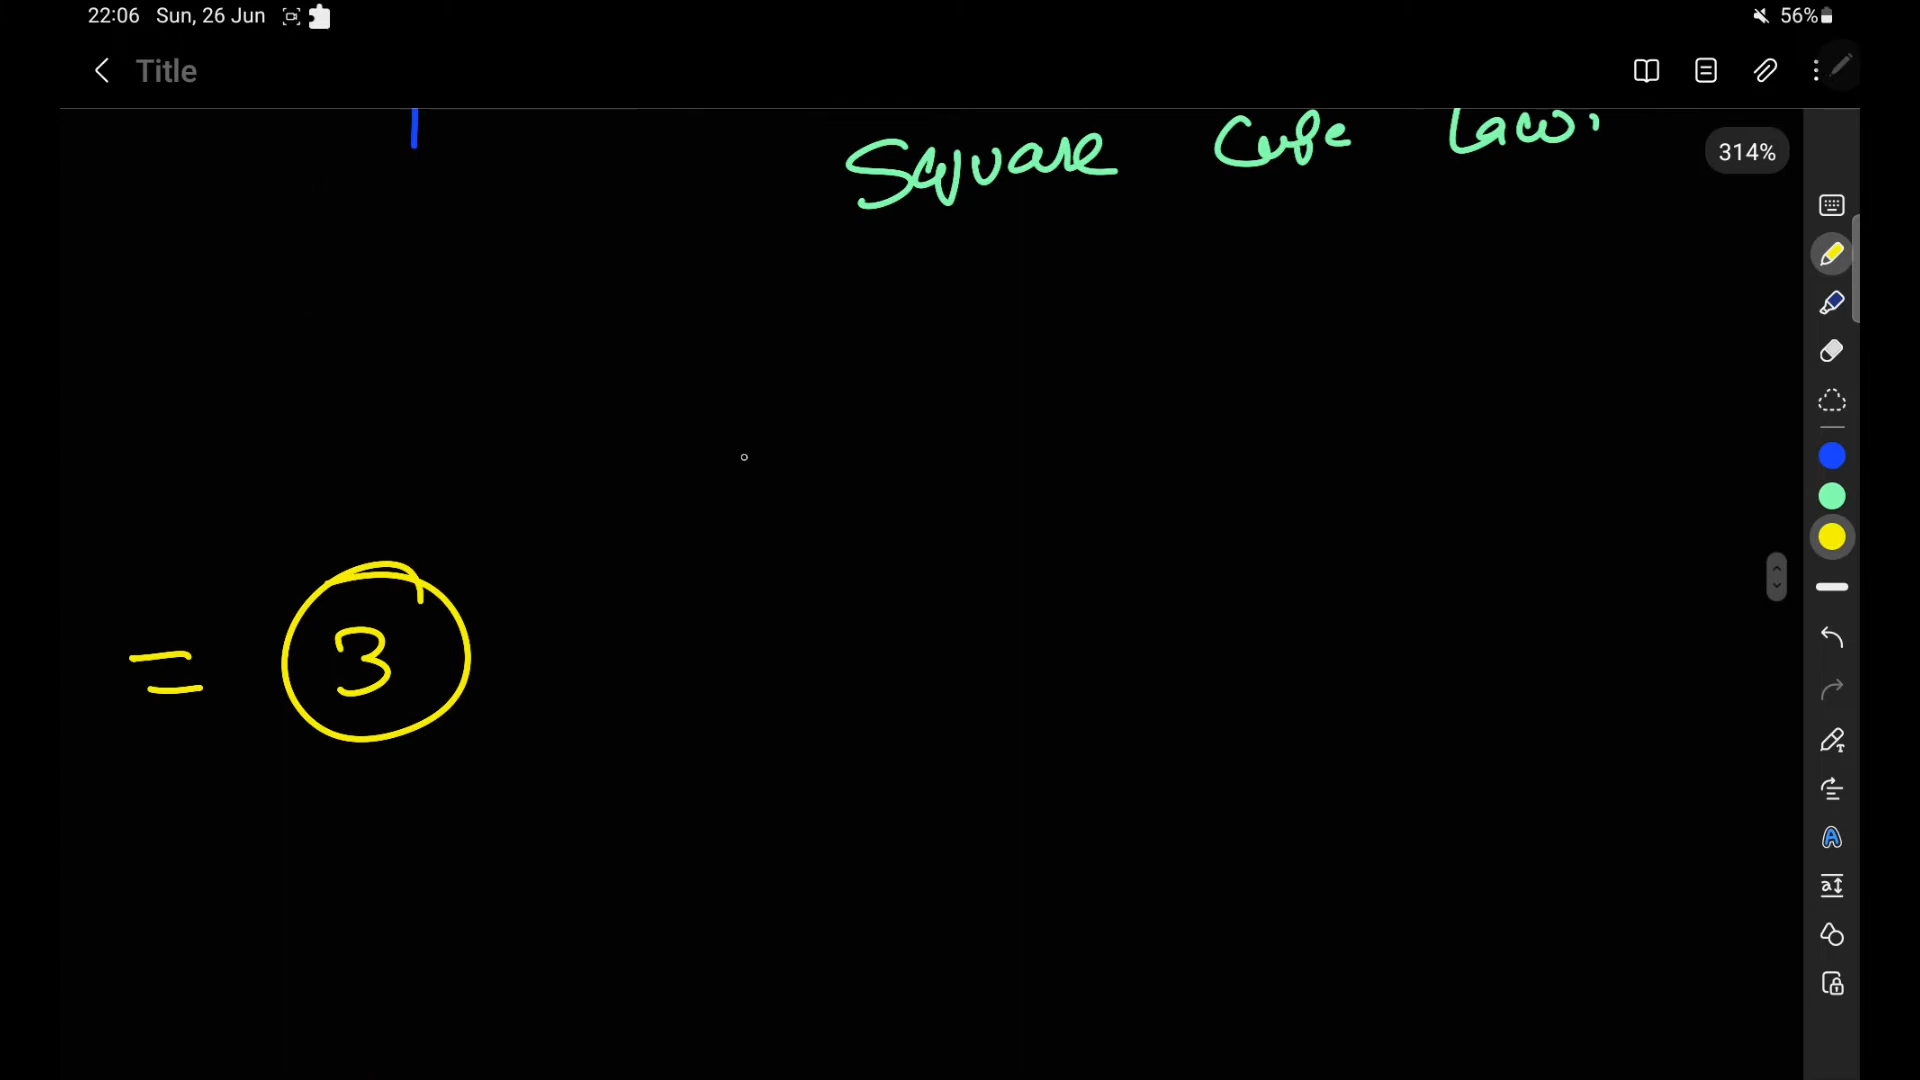 22:06 Sun, 26 Jun 56%
Title
Square Cube Law.
314%
= 3